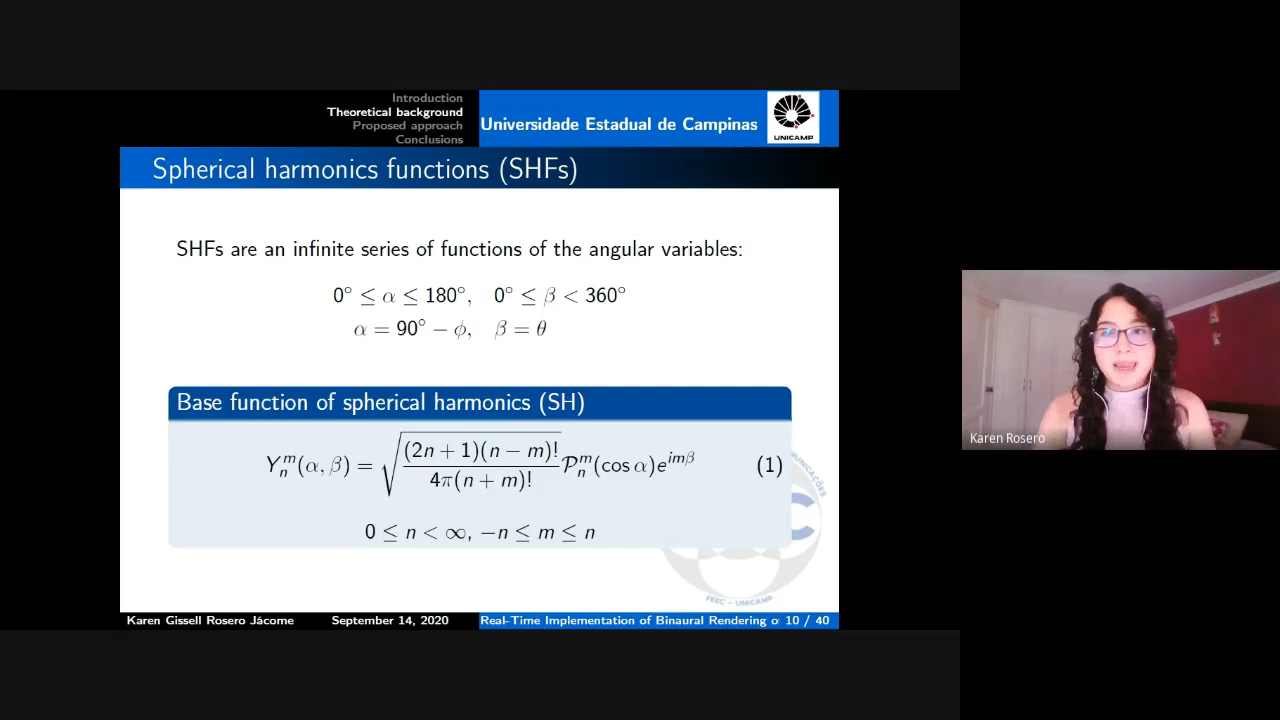 Introduction
Theoretical background
Proposed approach
Conclusions
Universidade Estadual de Campinas
UNICAMP
Spherical harmonics functions (SHFs)
SHFs are an infinite series of functions of the angular variables:
0° ≤ α ≤ 180°, 0° ≤ β < 360°
α = 90° − ϕ, β = θ
Base function of spherical harmonics (SH)
Yₙᵐ(α, β) = √((2n + 1)(n − m)! / 4π(n + m)!) 𝒫ₙᵐ(cos α)e^{imβ} (1)
0 ≤ n < ∞, −n ≤ m ≤ n
FEEC – UNICAMP
Karen Gissell Rosero Jácome September 14, 2020 Real-Time Implementation of Binaural Rendering o 10 / 40
Karen Rosero